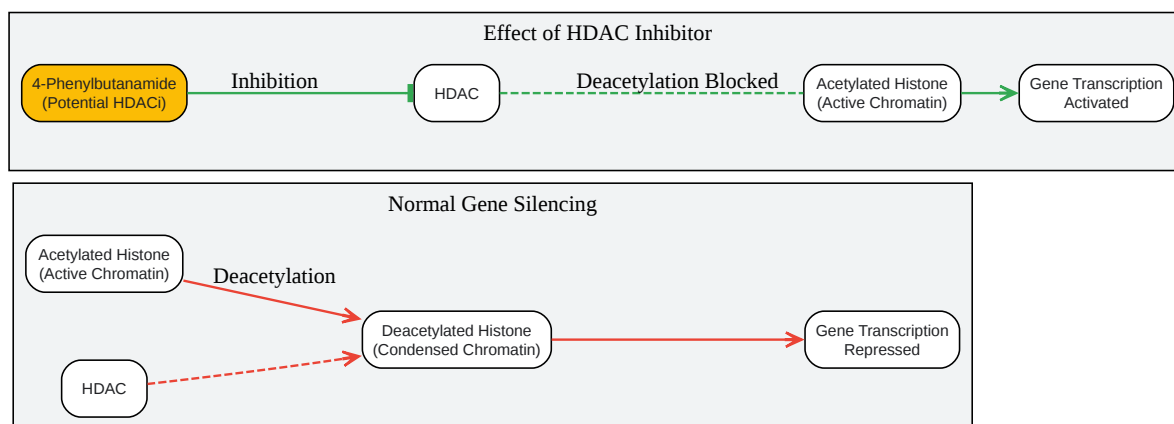 Effect of HDAC Inhibitor
4-Phenylbutanamide
(Potential HDACi)
Inhibition
HDAC
Deacetylation Blocked
Acetylated Histone
(Active Chromatin)
Gene Transcription
Activated
Normal Gene Silencing
Acetylated Histone
(Active Chromatin)
Deacetylation
Deacetylated Histone
(Condensed Chromatin)
Gene Transcription
Repressed
HDAC